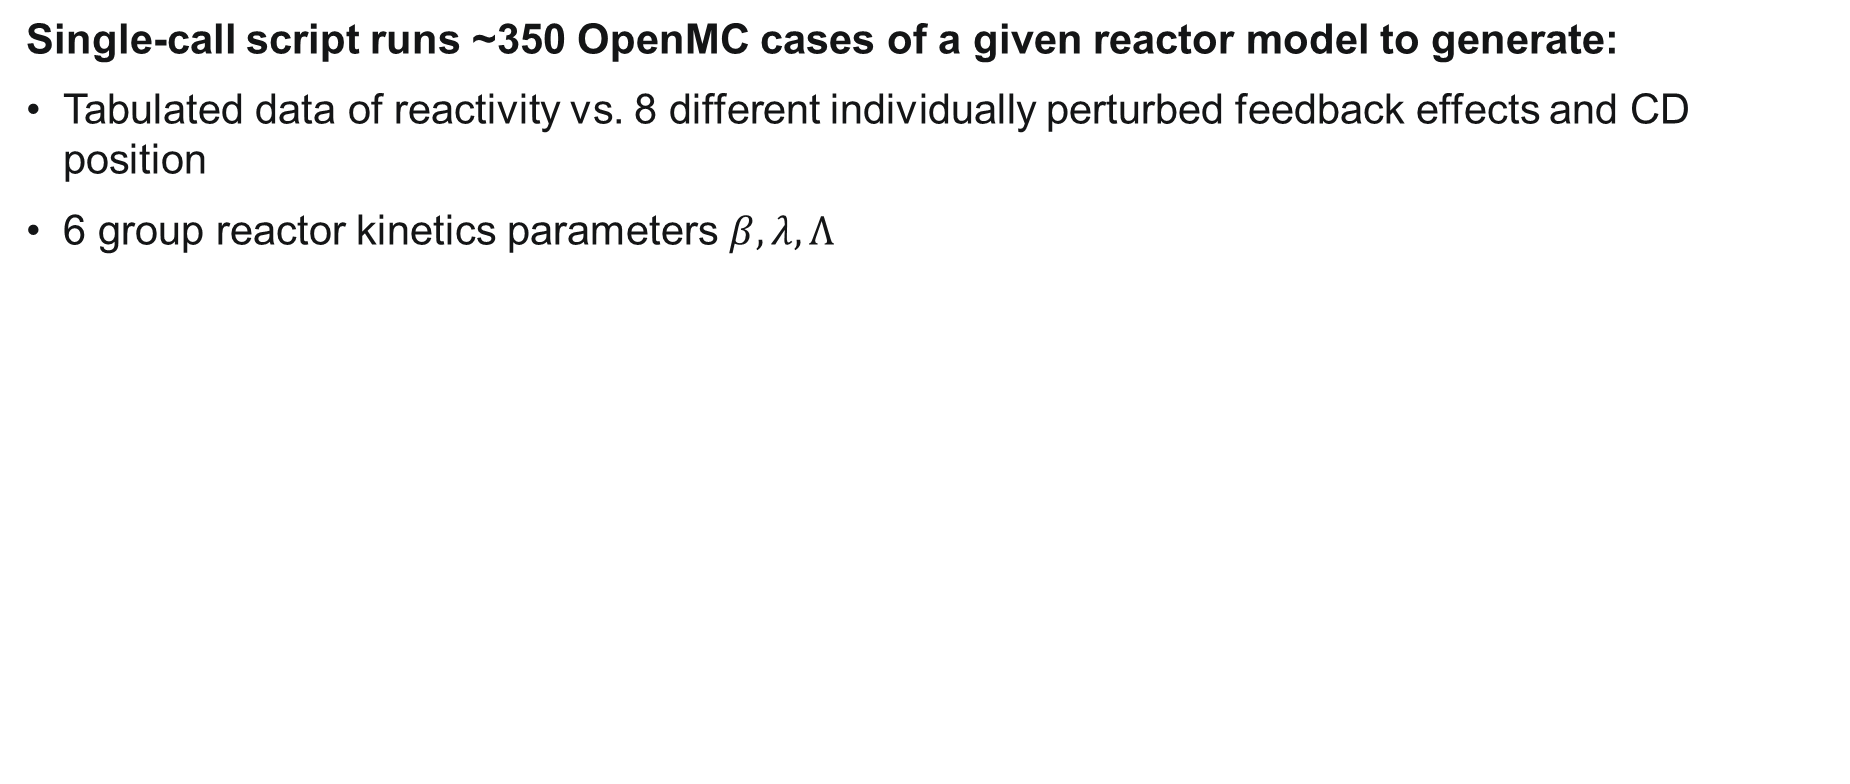 Single-call script runs ~350 OpenMC cases of a given reactor model to generate:
• Tabulated data of reactivity vs. 8 different individually perturbed feedback effects and CD
position
• 6 group reactor kinetics parameters 𝛽, 𝜆, Λ